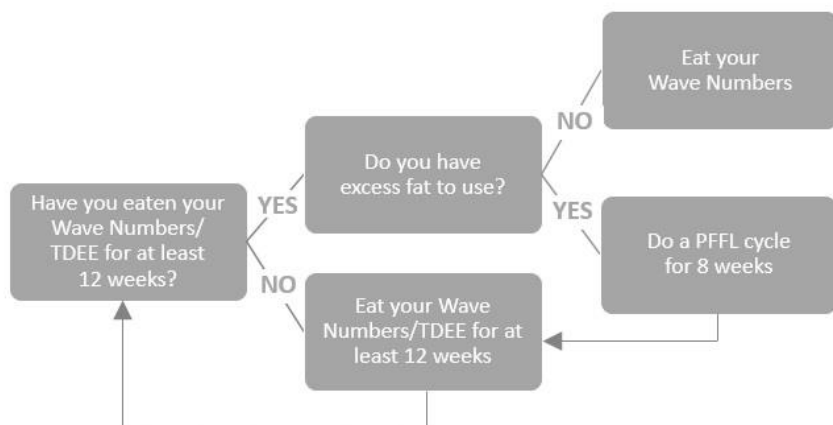 Have you eaten your
Wave Numbers/
TDEE for at least
12 weeks?
YES
NO
Do you have
excess fat to use?
Eat your Wave
Numbers/TDEE for at
least 12 weeks
NO
YES
Eat your
Wave Numbers
Do a PFFL cycle
for 8 weeks